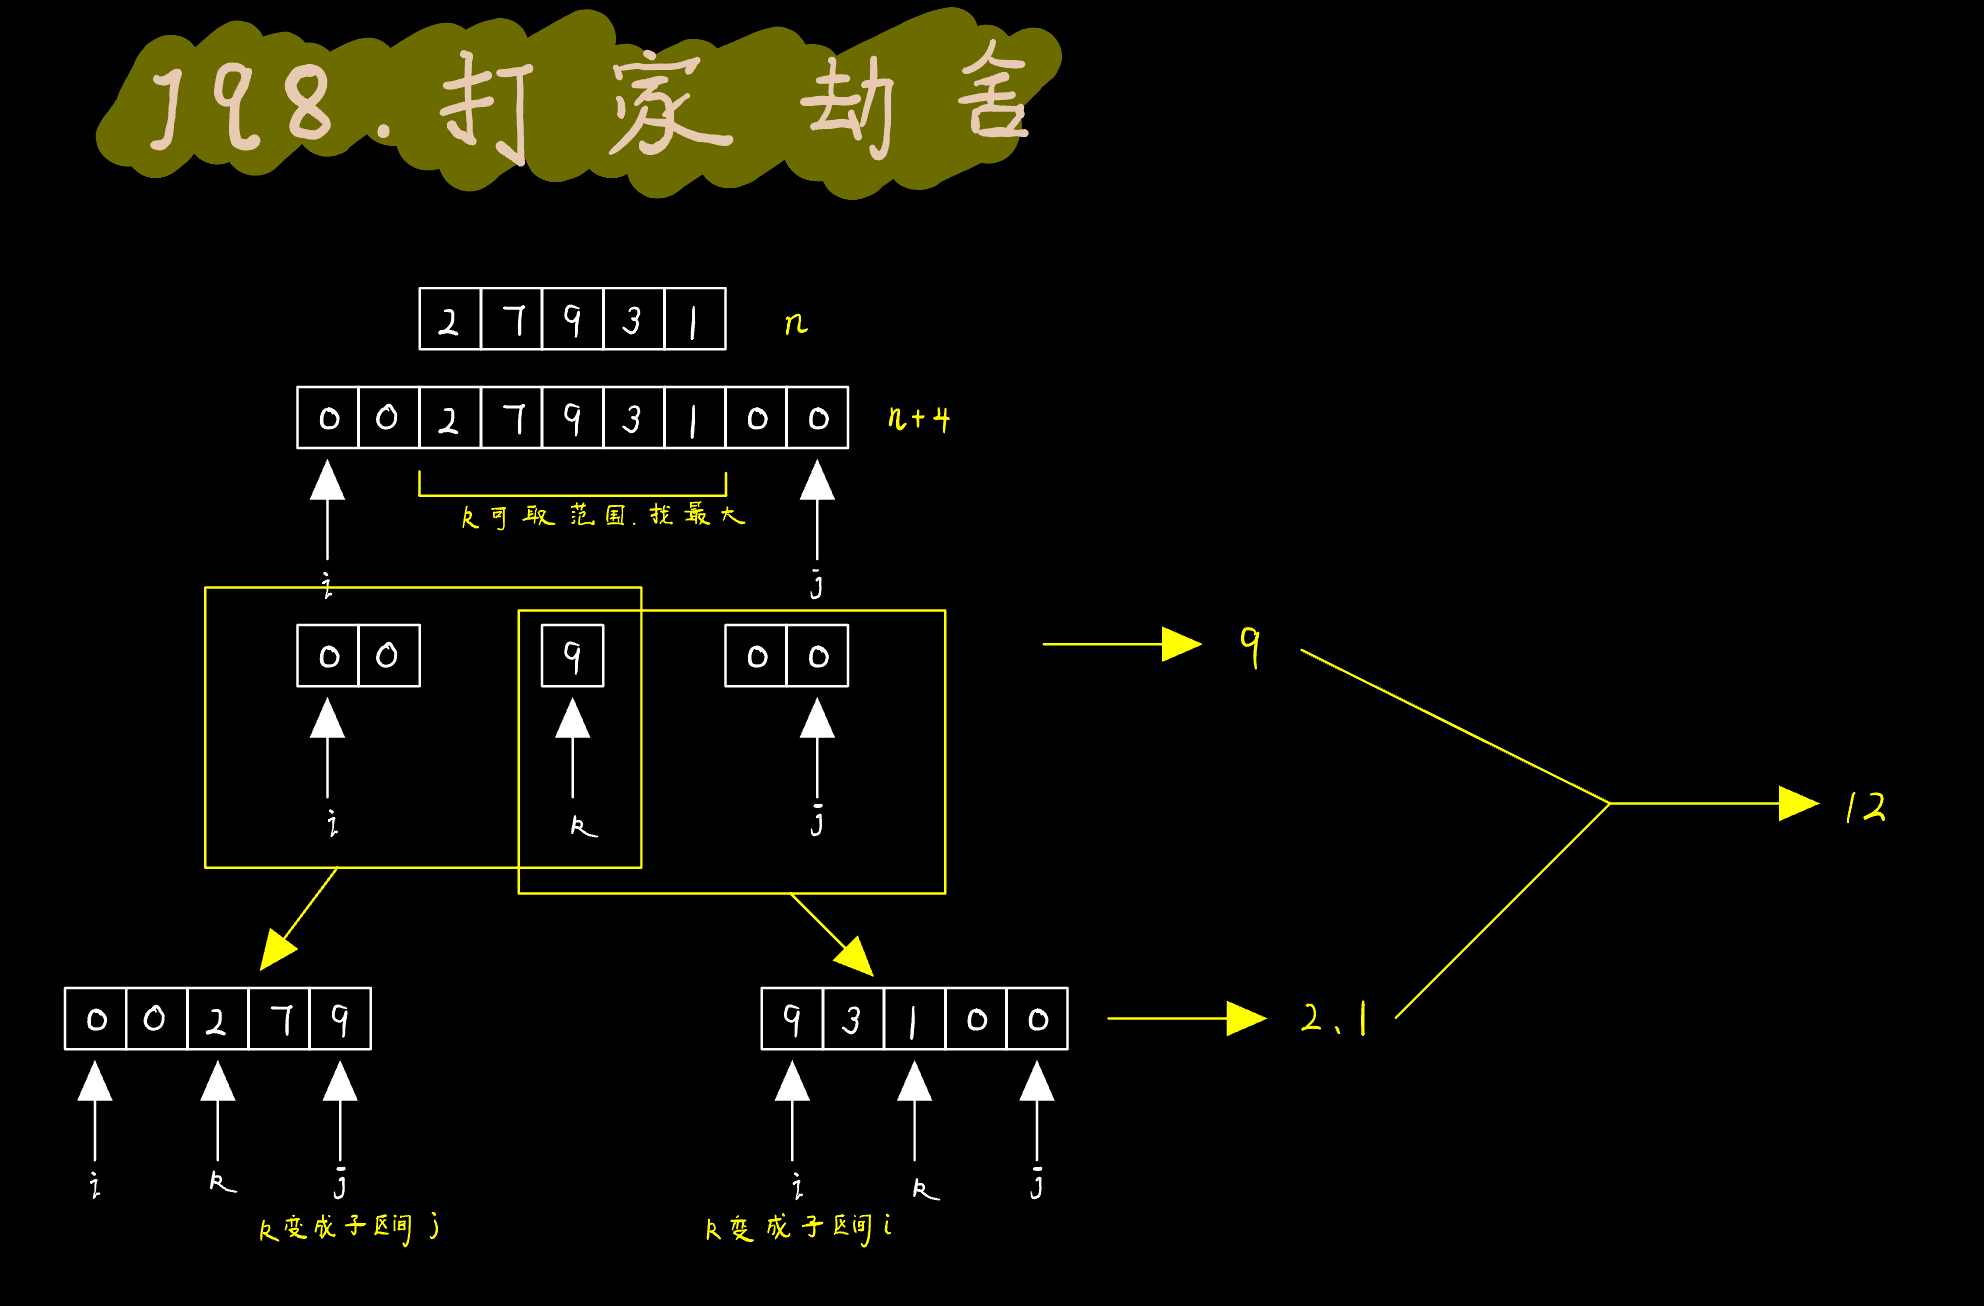 198.打家劫舍
2 7 9 3 1 n
0 0 2 7 9 3 1 0 0 n+4
k可取范围.找最大
i j
0 0 9 0 0 9
i k j
12
0 0 2 7 9 9 3 1 0 0 2、1
i k j i k j
k变成子区间j k变成子区间i